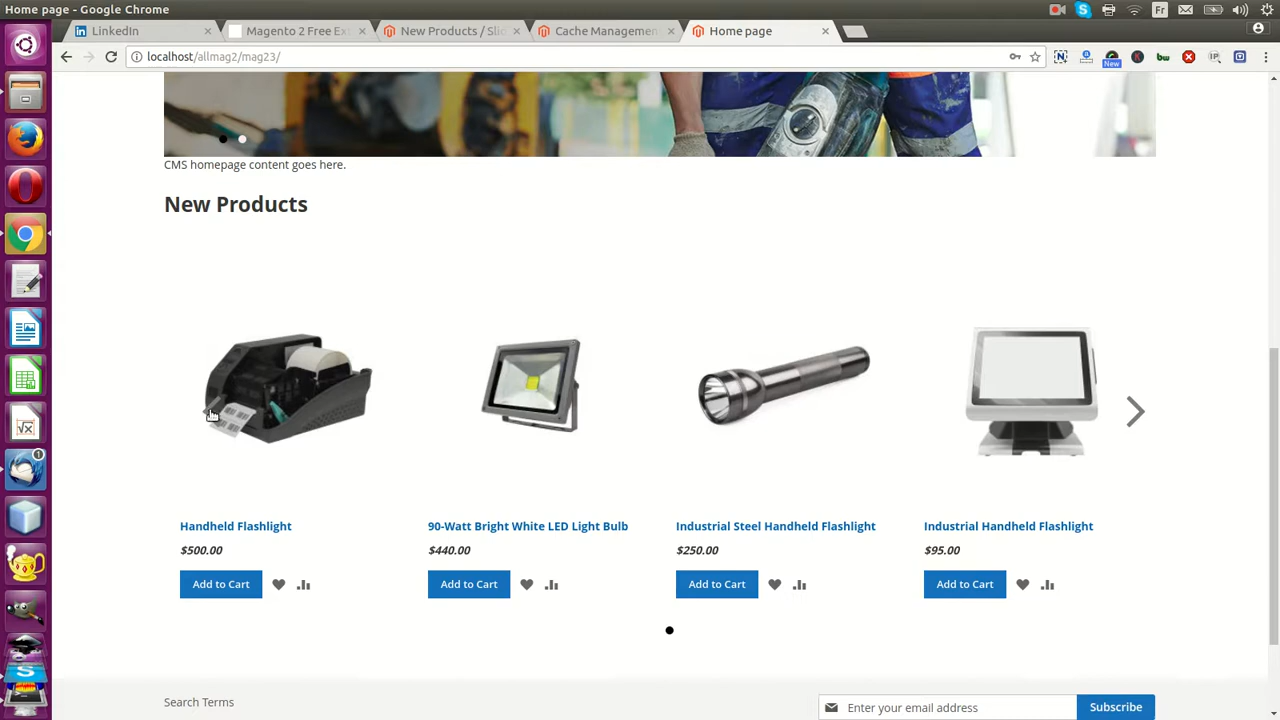 Home page - Google Chrome
Fr
LinkedIn
Magento 2 Free Ex
New Products / Slid
Cache Managemen
Home page
localhost/allmag2/mag23/
New
CMS homepage content goes here.
New Products
Handheld Flashlight
90-Watt Bright White LED Light Bulb
Industrial Steel Handheld Flashlight
Industrial Handheld Flashlight
$500.00
$440.00
$250.00
$95.00
Add to Cart
Add to Cart
Add to Cart
Add to Cart
Search Terms
Enter your email address
Subscribe